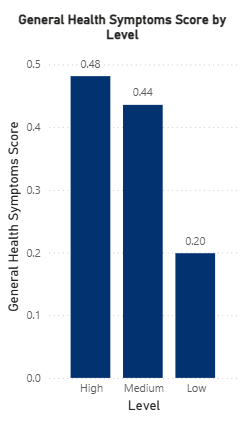 General Health Symptoms Score by
Level
General Health Symptoms Score
0.5
0.4
0.3
0.2
0.1
0.0
0.48
0.44
0.20
High Medium Low
Level